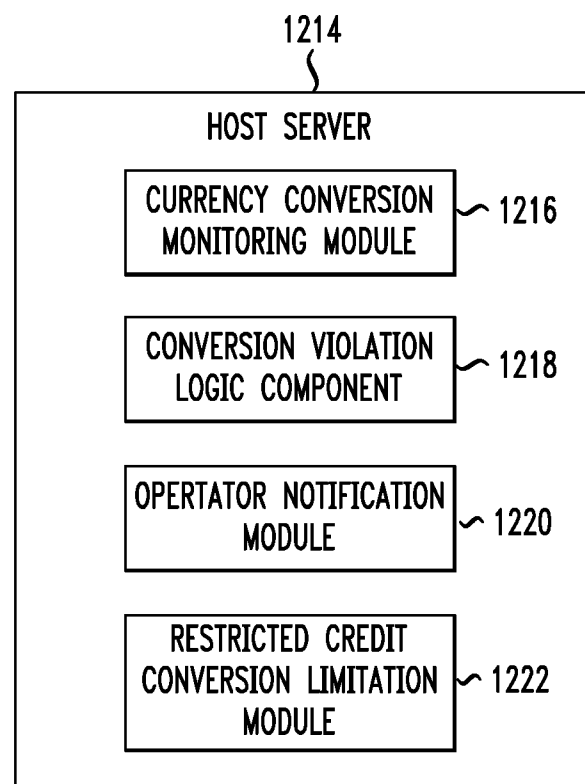 1214
HOST SERVER
CURRENCY CONVERSION
MONITORING MODULE
1216
CONVERSION VIOLATION
LOGIC COMPONENT
1218
OPERTATOR NOTIFICATION
MODULE
1220
RESTRICTED CREDIT
CONVERSION LIMITATION
MODULE
1222